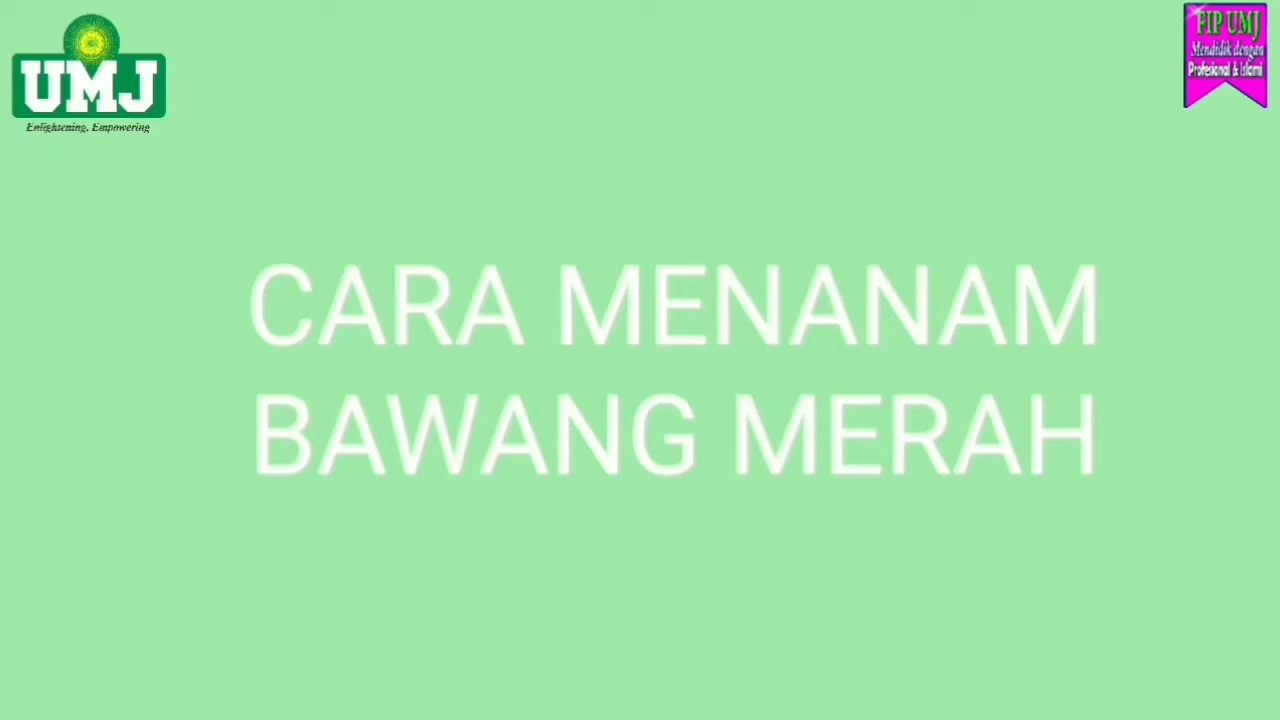 UMJ
Enlightening, Empowering
FIP UMJ
Mendidik dengan
Profesional & Islami
CARA MENANAM
BAWANG MERAH